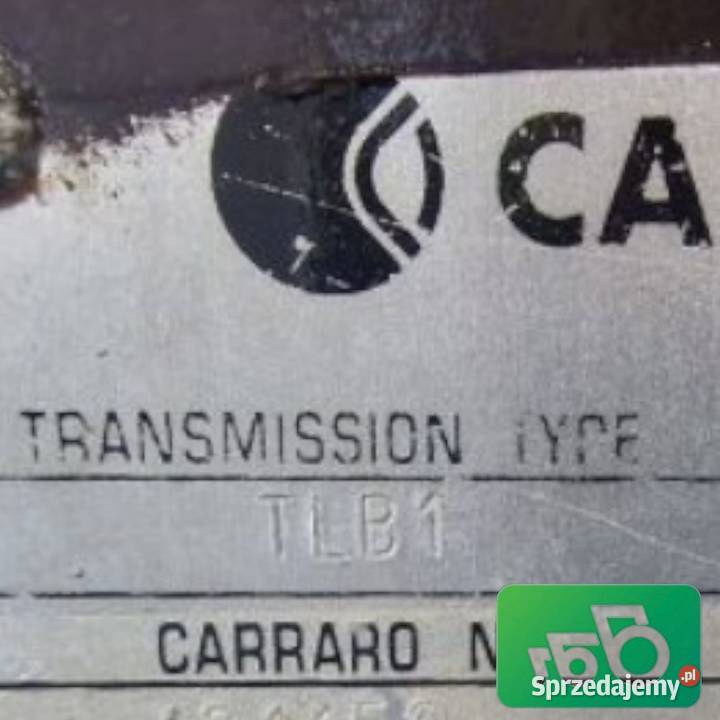 CA
TRANSMISSION TYPE
TLB1
CARRARO N
Sprzedajemy.pl